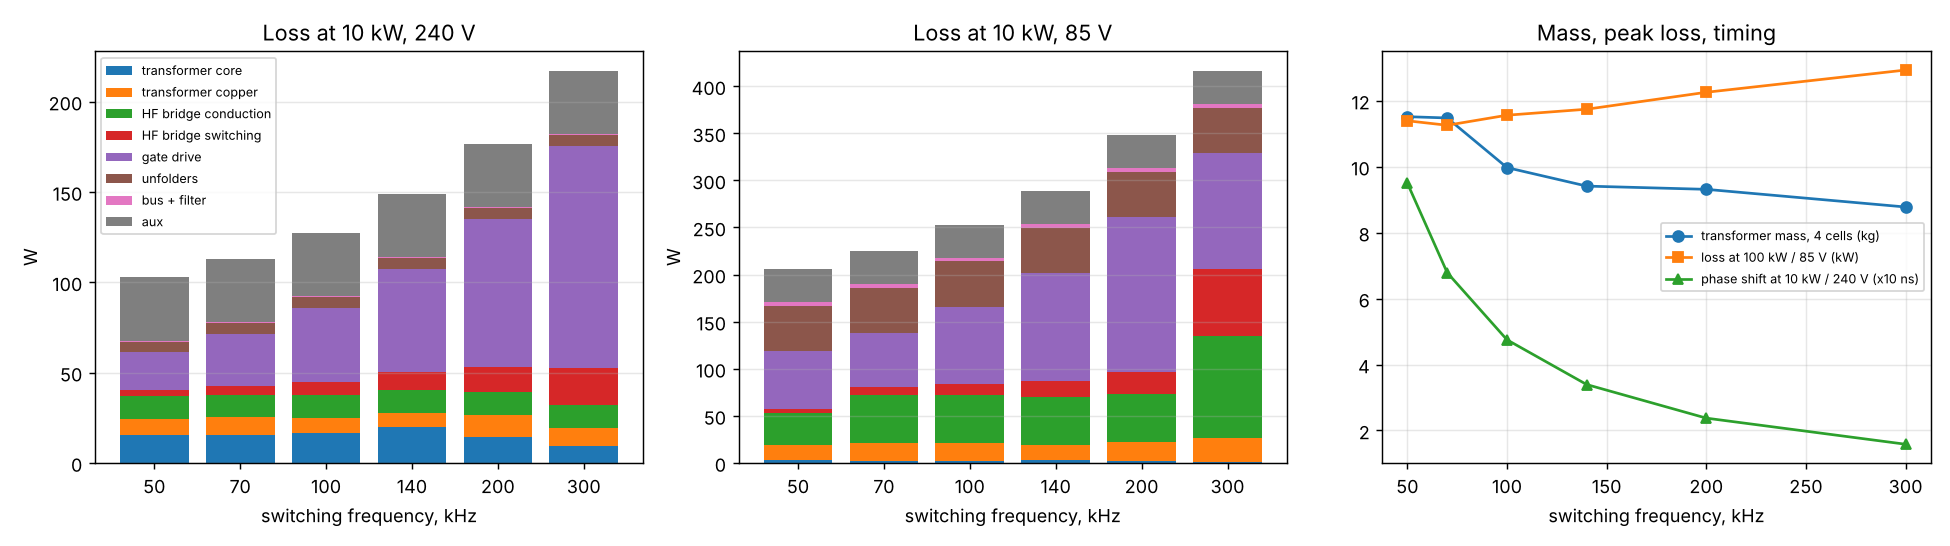 Loss at 10 kW, 240 V
W
200
150
100
50
0
transformer core
transformer copper
HF bridge conduction
HF bridge switching
gate drive
unfolders
bus + filter
aux
50 70 100 140 200 300
switching frequency, kHz
Loss at 10 kW, 85 V
W
400
350
300
250
200
150
100
50
0
50 70 100 140 200 300
switching frequency, kHz
Mass, peak loss, timing
12
10
8
6
4
2
transformer mass, 4 cells (kg)
loss at 100 kW / 85 V (kW)
phase shift at 10 kW / 240 V (x10 ns)
50 100 150 200 250 300
switching frequency, kHz